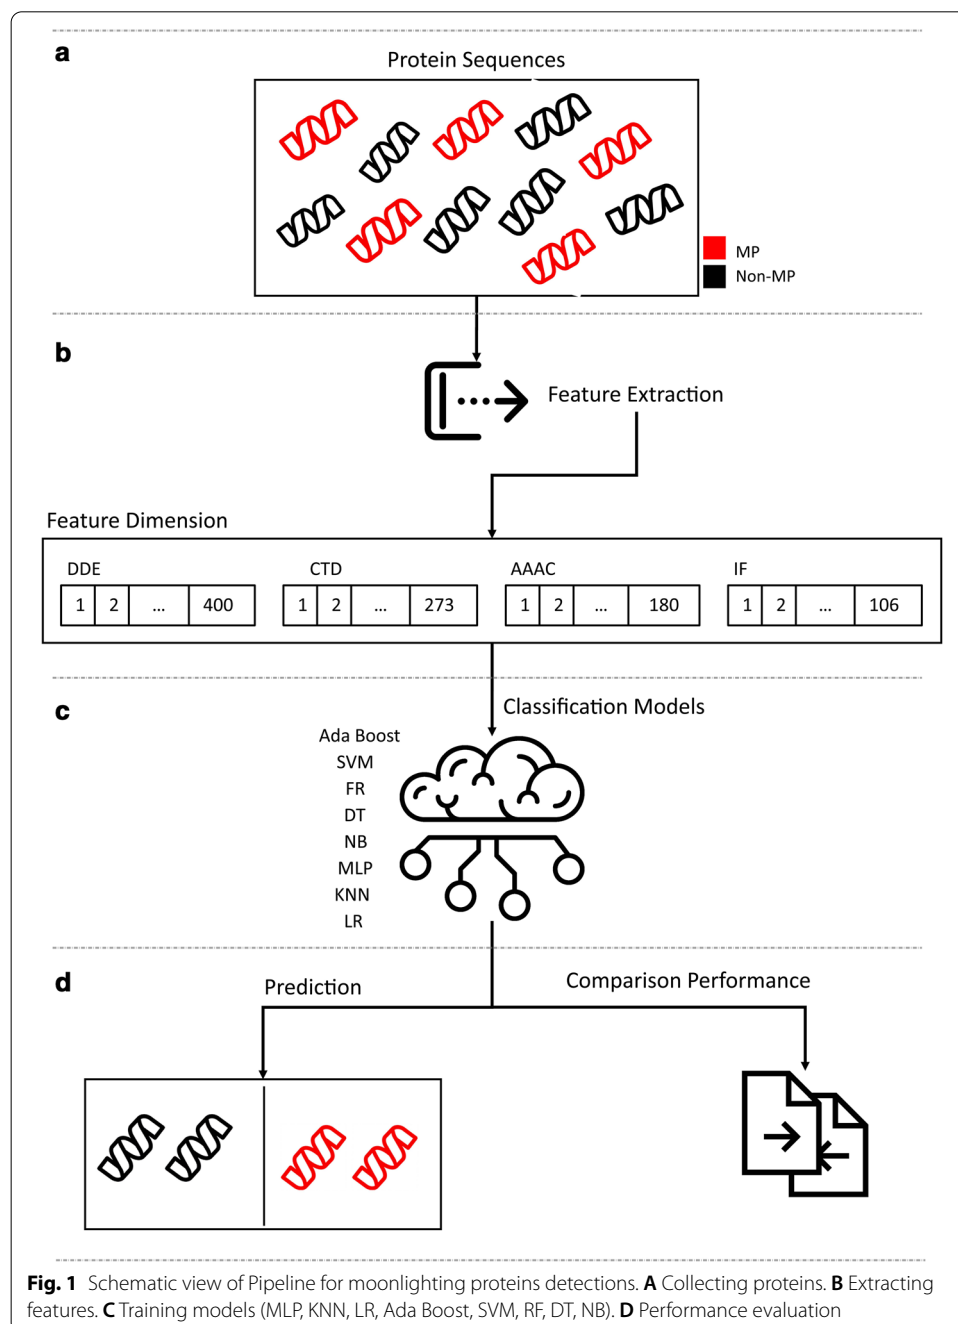 a
Protein Sequences
MP
Non-MP
b
Feature Extraction
Feature Dimension
DDE CTD AAAC IF
1 2 ... 400 1 2 ... 273 1 2 ... 180 1 2 ... 106
c
Classification Models
Ada Boost
SVM
FR
DT
NB
MLP
KNN
LR
d
Prediction
Comparison Performance
Fig. 1 Schematic view of Pipeline for moonlighting proteins detections. A Collecting proteins. B Extracting
features. C Training models (MLP, KNN, LR, Ada Boost, SVM, RF, DT, NB). D Performance evaluation